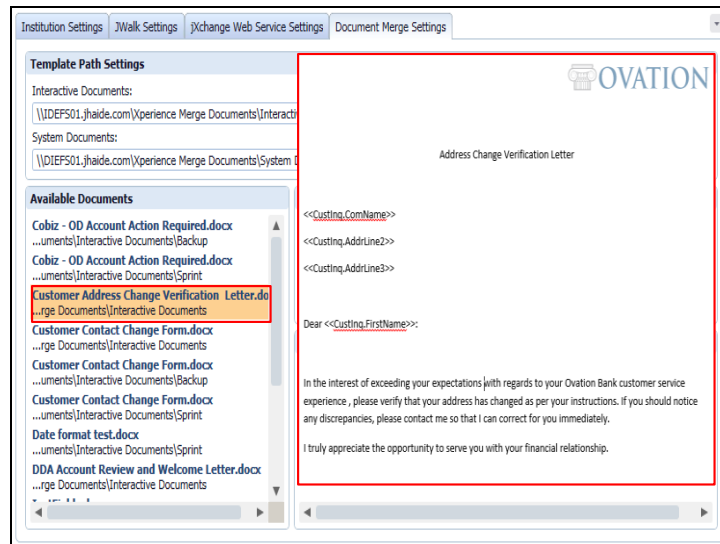 Institution Settings JWalk Settings jXchange Web Service Settings Document Merge Settings
Template Path Settings
Interactive Documents:
\\IDEFS01.jhaide.com\Xperience Merge Documents\Interacti
System Documents:
\\DIEFS01.jhaide.com\Xperience Merge Documents\System D
Available Documents
Cobiz - OD Account Action Required.docx
...uments\Interactive Documents\Backup
Cobiz - OD Account Action Required.docx
...uments\Interactive Documents\Sprint
Customer Address Change Verification Letter.do
...rge Documents\Interactive Documents
Customer Contact Change Form.docx
...rge Documents\Interactive Documents
Customer Contact Change Form.docx
...uments\Interactive Documents\Backup
Customer Contact Change Form.docx
...uments\Interactive Documents\Sprint
Date format test.docx
...uments\Interactive Documents\Sprint
DDA Account Review and Welcome Letter.docx
...rge Documents\Interactive Documents
OVATION
Address Change Verification Letter
<<CustInq.ComName>>
<<CustInq.AddrLine2>>
<<CustInq.AddrLine3>>
Dear <<CustInq.FirstName>>:
In the interest of exceeding your expectations with regards to your Ovation Bank customer service
experience , please verify that your address has changed as per your instructions. If you should notice
any discrepancies, please contact me so that I can correct for you immediately.
I truly appreciate the opportunity to serve you with your financial relationship.